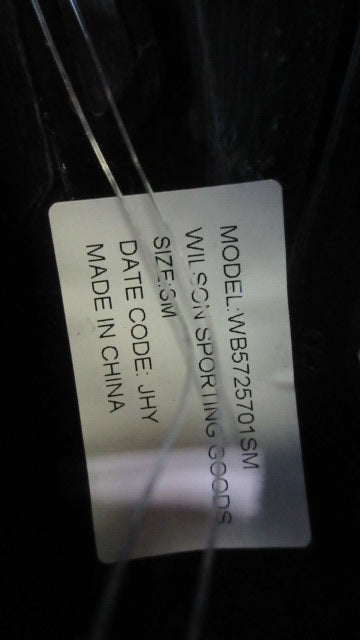 MODEL:WB5725701SM
WILSON SPORTING GOODS
SIZE:SM
DATE CODE: JHY
MADE IN CHINA